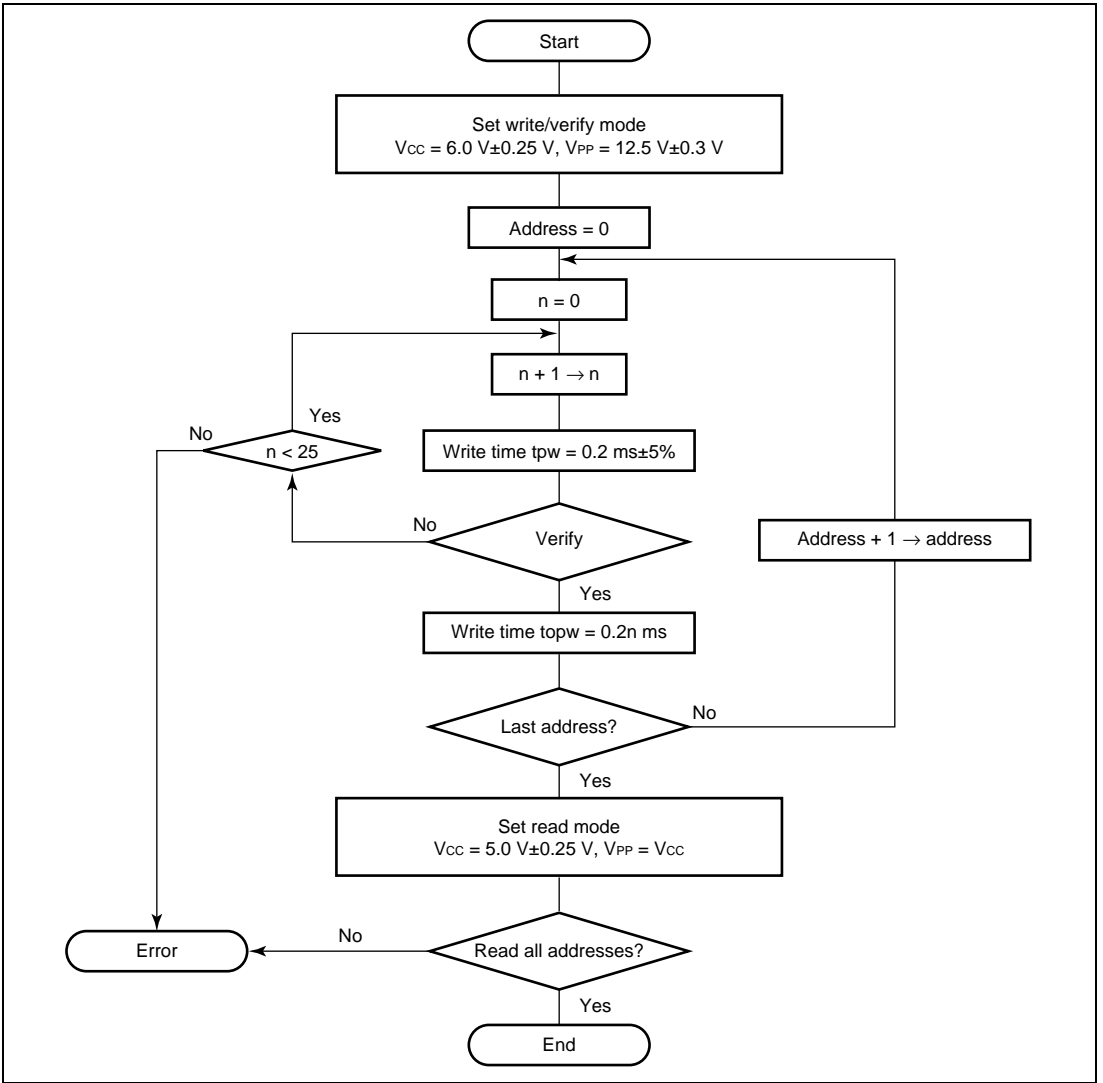 Start
Set write/verify mode
VCC = 6.0 V±0.25 V, VPP = 12.5 V±0.3 V
Address = 0
n = 0
n + 1 → n
Yes
No
n < 25
Write time tpw = 0.2 ms±5%
No
Verify
Address + 1 → address
Yes
Write time topw = 0.2n ms
Last address?
No
Yes
Set read mode
VCC = 5.0 V±0.25 V, VPP = VCC
Error
No
Read all addresses?
Yes
End